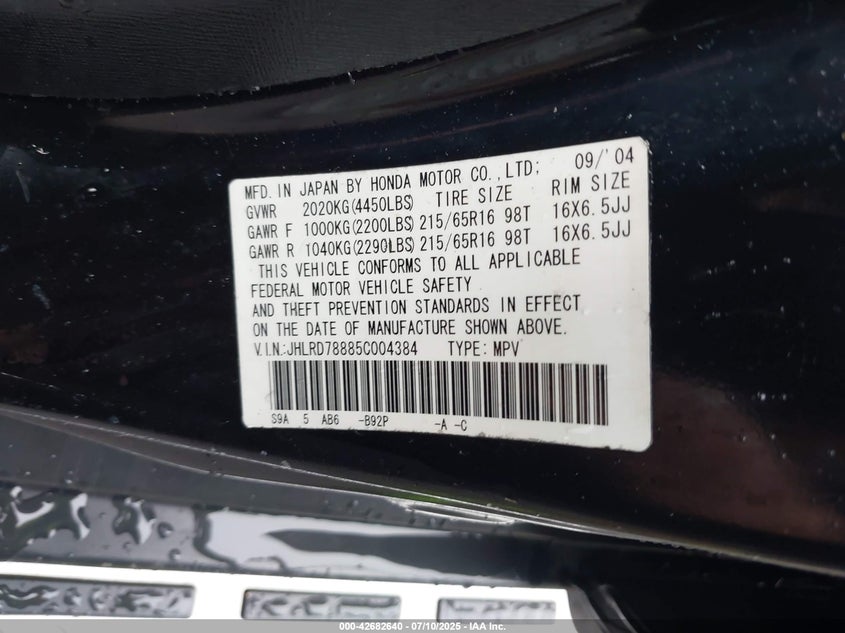 MFD. IN JAPAN BY HONDA MOTOR CO., LTD; 09/'04
GVWR 2020KG(4450LBS) TIRE SIZE RIM SIZE
GAWR F 1000KG(2200LBS) 215/65R16 98T 16X6.5JJ
GAWR R 1040KG(2290LBS) 215/65R16 98T 16X6.5JJ
THIS VEHICLE CONFORMS TO ALL APPLICABLE
FEDERAL MOTOR VEHICLE SAFETY
AND THEFT PREVENTION STANDARDS IN EFFECT
ON THE DATE OF MANUFACTURE SHOWN ABOVE.
V.I.N.:JHLRD78885C004384 TYPE: MPV
S9A 5 AB6 -B92P -A -C
000-42682640 - 07/10/2025 - IAA Inc.